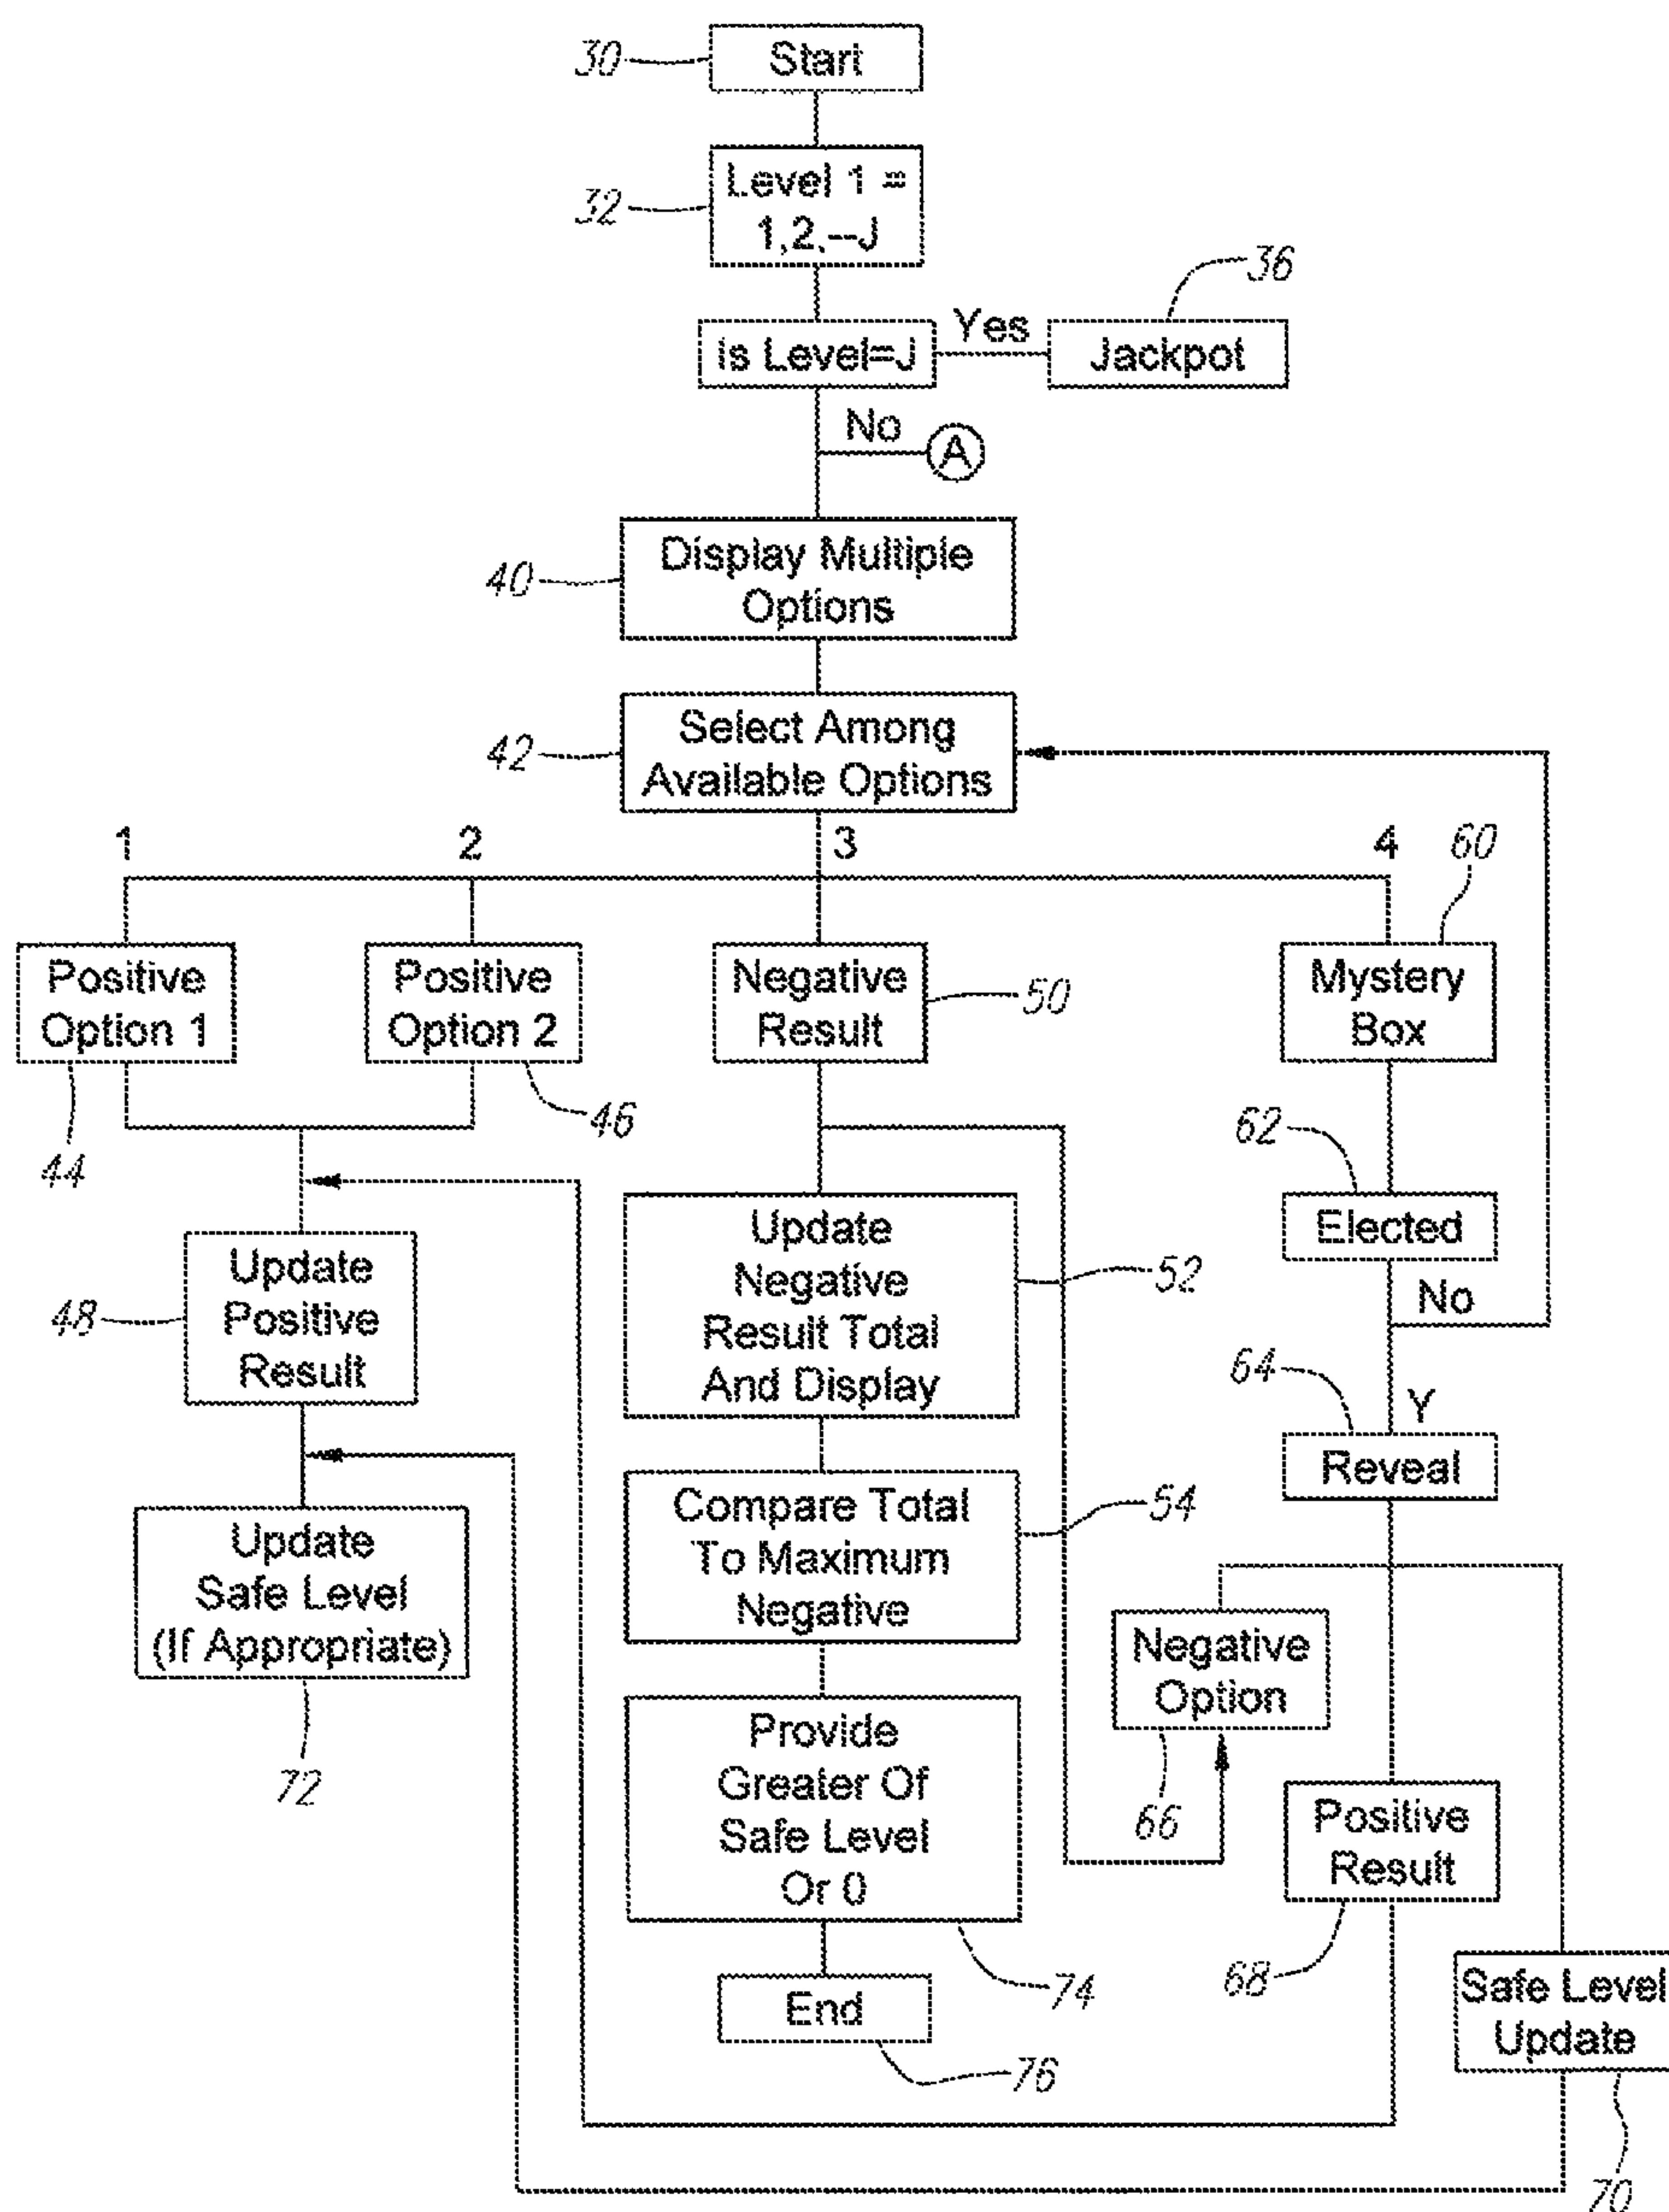 30
Start
32
Level 1 =
1,2,--J
36
is Level=J
Yes
Jackpot
No
A
40
Display Multiple
Options
42
Select Among
Available Options
1
2
3
4
60
Positive
Option 1
Positive
Option 2
Negative
Result
50
Mystery
Box
44
46
62
Elected
No
48
Update
Positive
Result
Update
Negative
Result Total
And Display
52
64
Y
Reveal
Update
Safe Level
(If Appropriate)
72
Compare Total
To Maximum
Negative
54
Negative
Option
66
Provide
Greater Of
Safe Level
Or 0
74
Positive
Result
68
End
76
Safe Level
Update
70